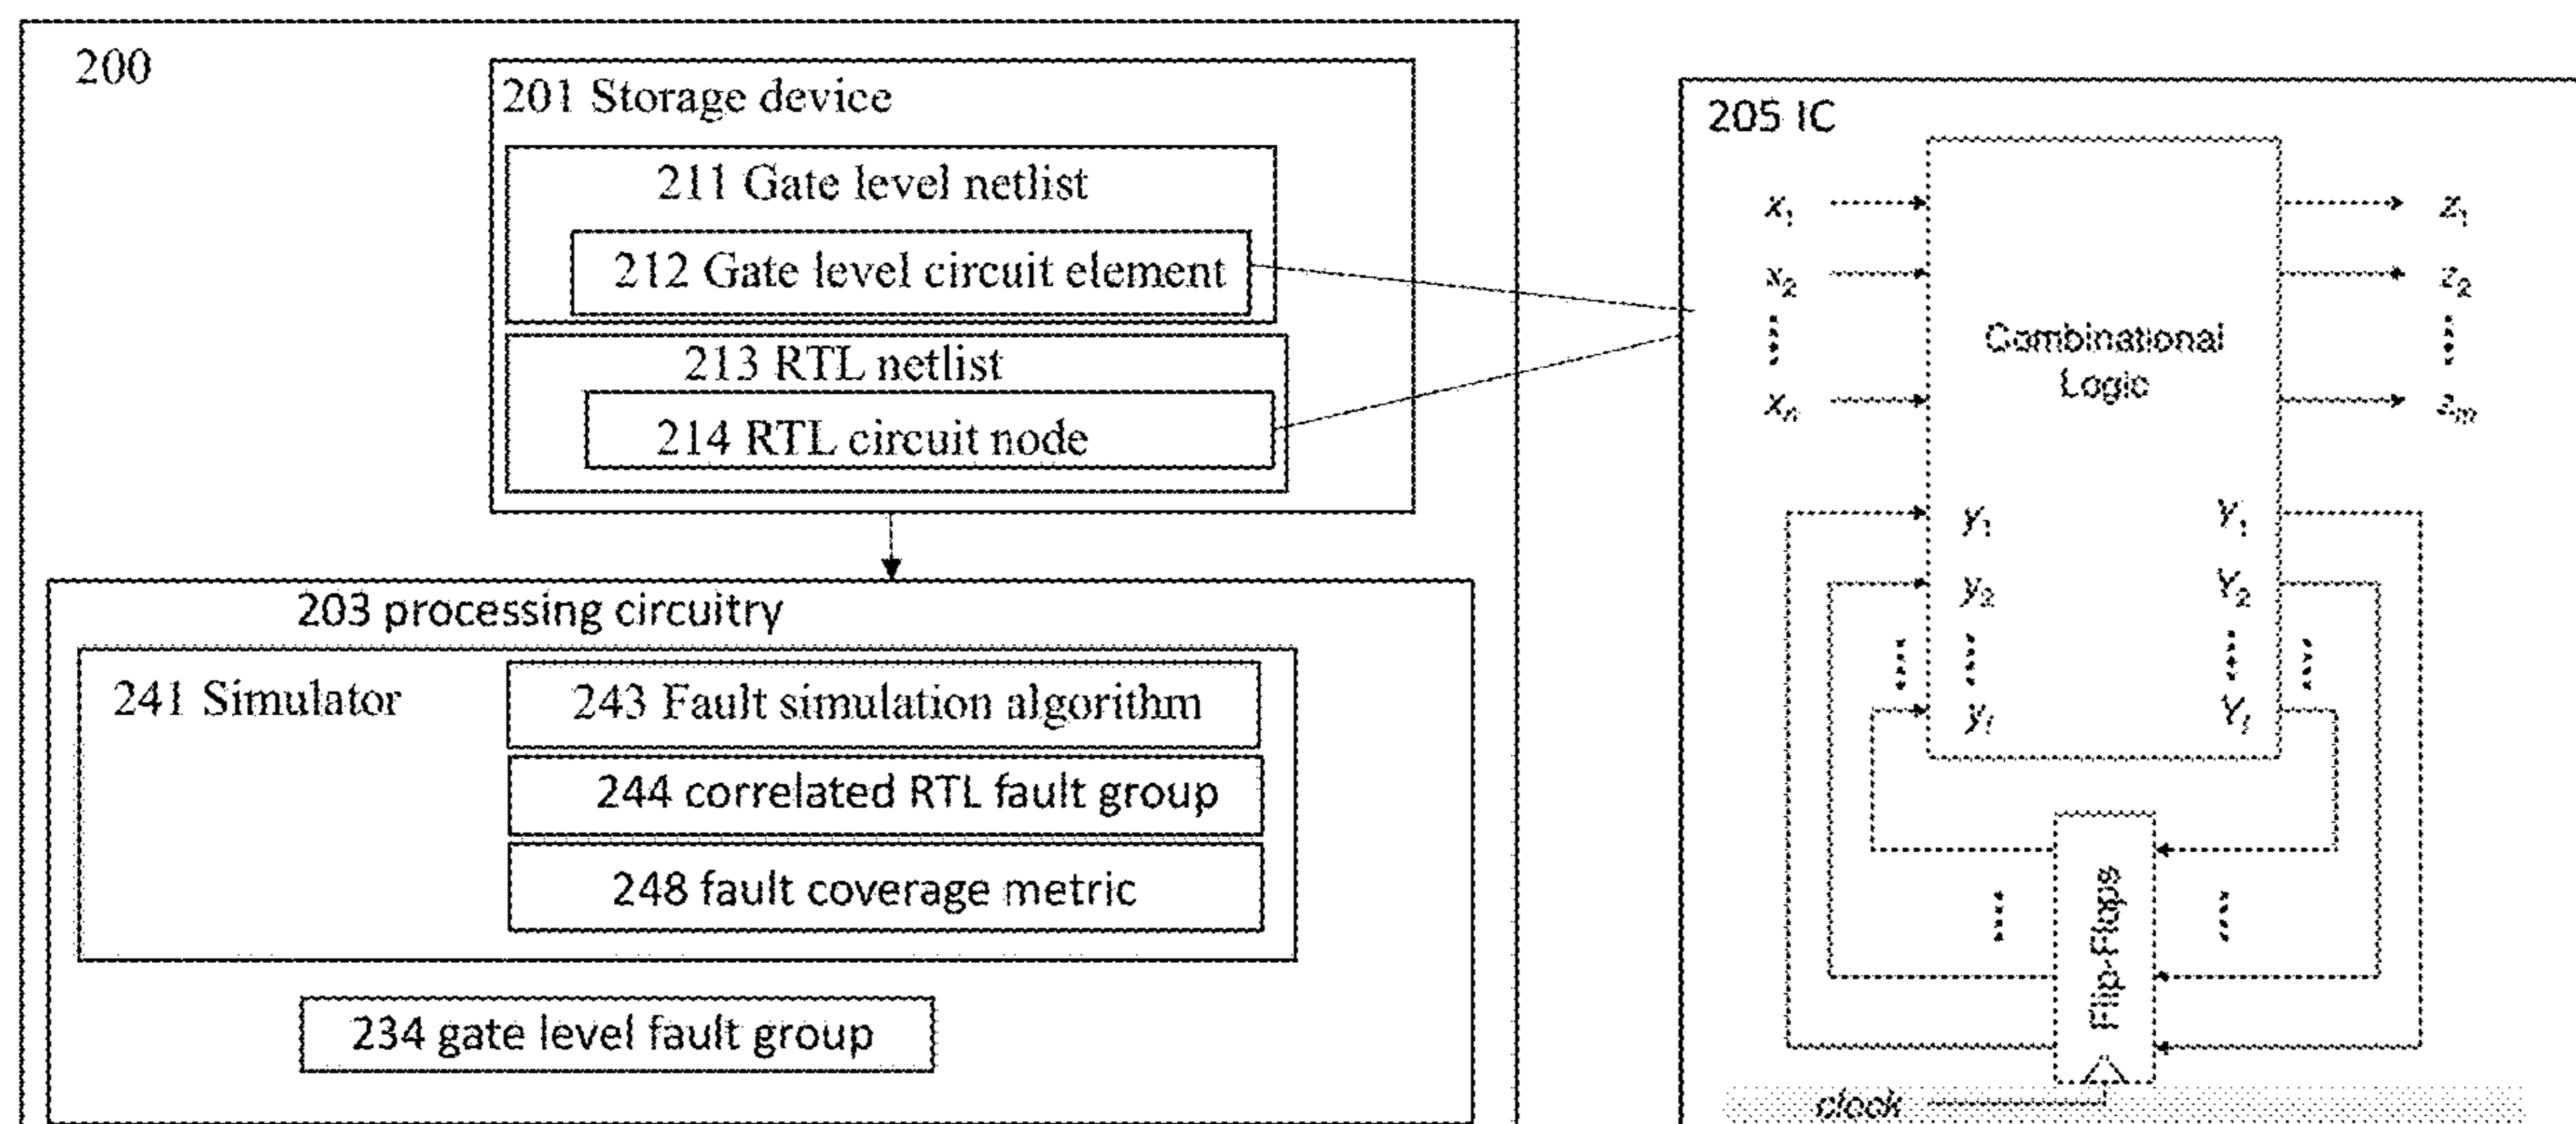 200
201 Storage device
211 Gate level netlist
212 Gate level circuit element
213 RTL netlist
214 RTL circuit node
203 processing circuitry
241 Simulator
243 Fault simulation algorithm
244 correlated RTL fault group
248 fault coverage metric
234 gate level fault group
205 IC
x1
z1
x2
z2
xn
zm
Combinational
Logic
y1
Y1
y2
Y2
yl
Yl
Flip-Flops
clock